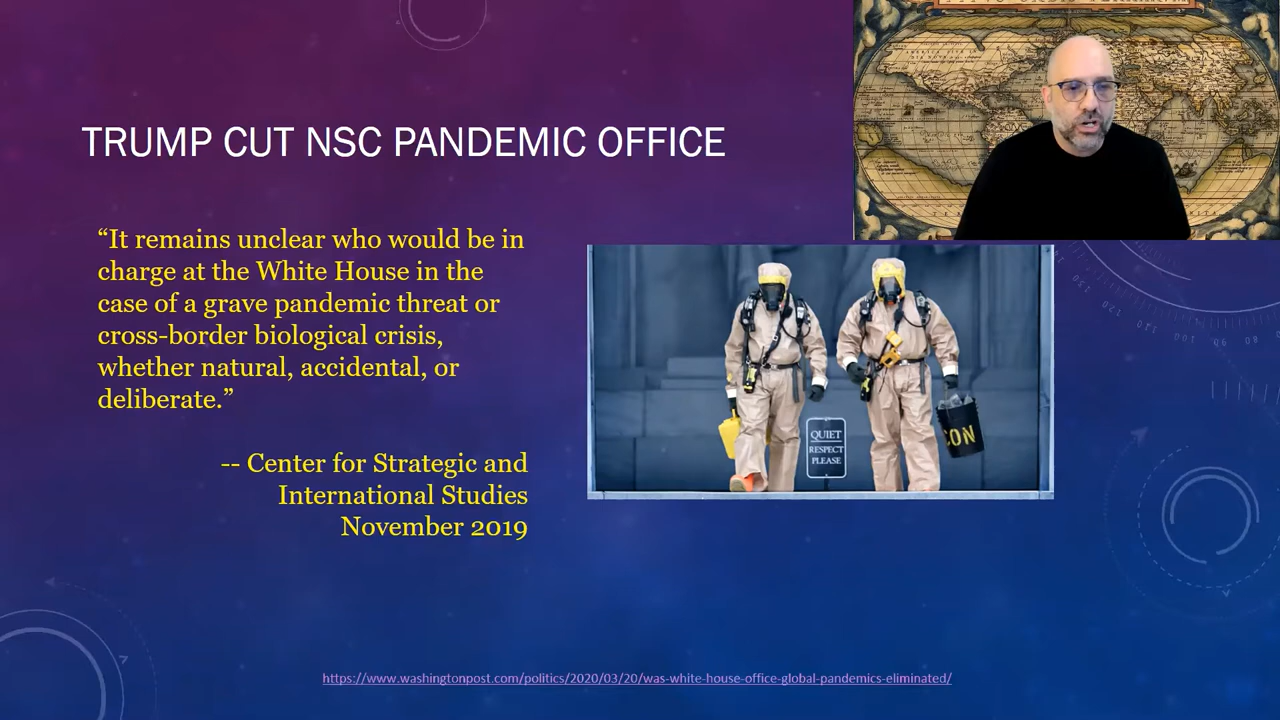 TRUMP CUT NSC PANDEMIC OFFICE
“It remains unclear who would be in
charge at the White House in the
case of a grave pandemic threat or
cross-border biological crisis,
whether natural, accidental, or
deliberate.”
-- Center for Strategic and
International Studies
November 2019
QUIET
RESPECT
PLEASE
CON
https://www.washingtonpost.com/politics/2020/03/20/was-white-house-office-global-pandemics-eliminated/